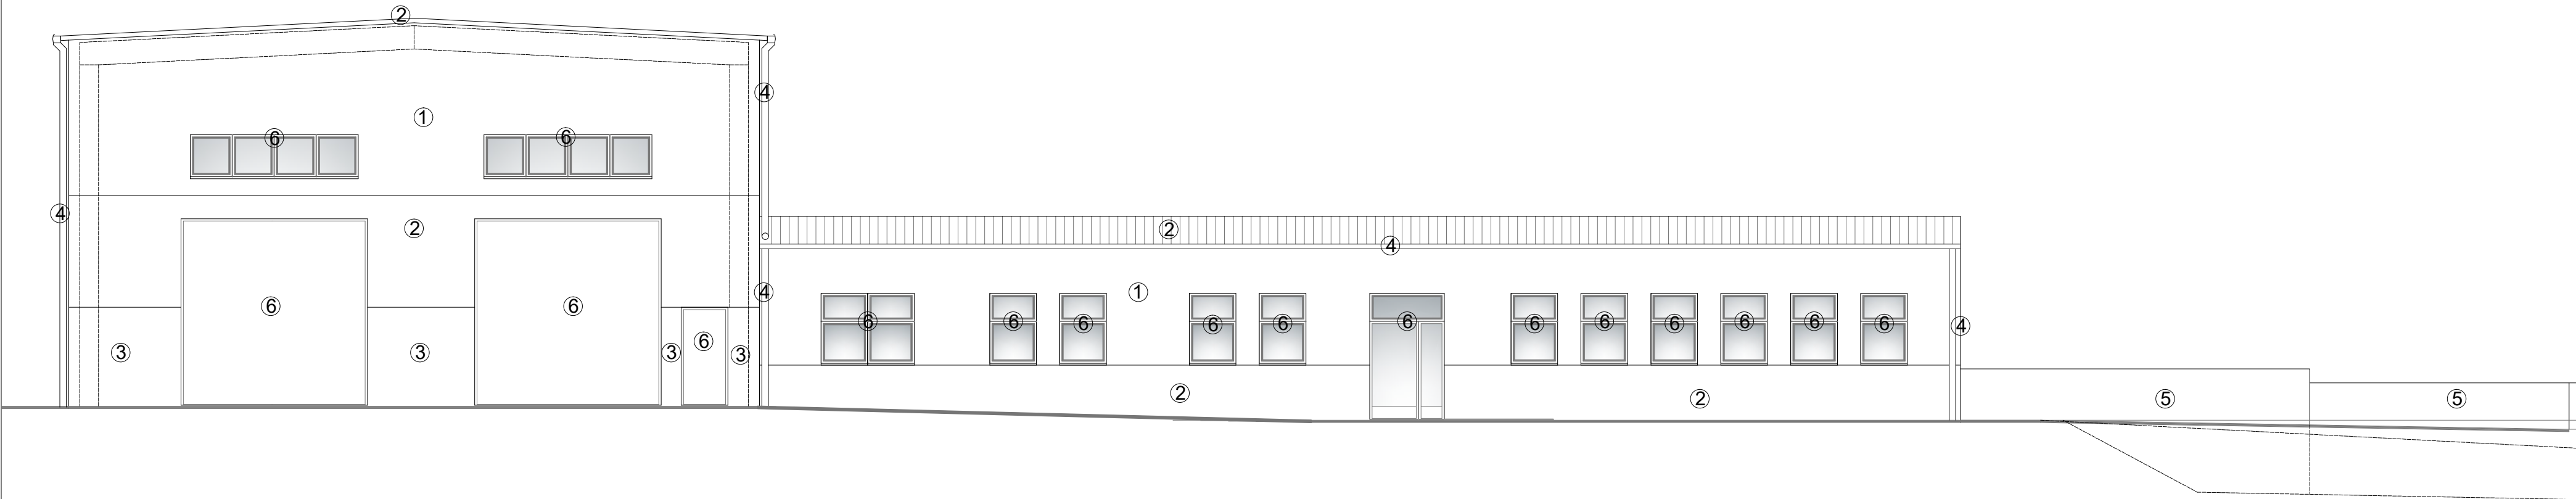 ②
④
①
⑥ ⑥
④
② ② ②
④
① ④
⑥ ⑥
⑥ ⑥ ⑥ ⑥ ⑥ ⑥ ⑥ ⑥ ⑥ ⑥ ⑥ ⑥ ④
⑥
③ ③ ③ ③
② ② ⑤ ⑤